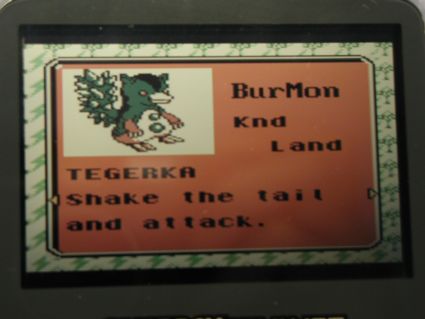 BurMon
Knd
Land
TEGERKA
Shake the tail
and attack.